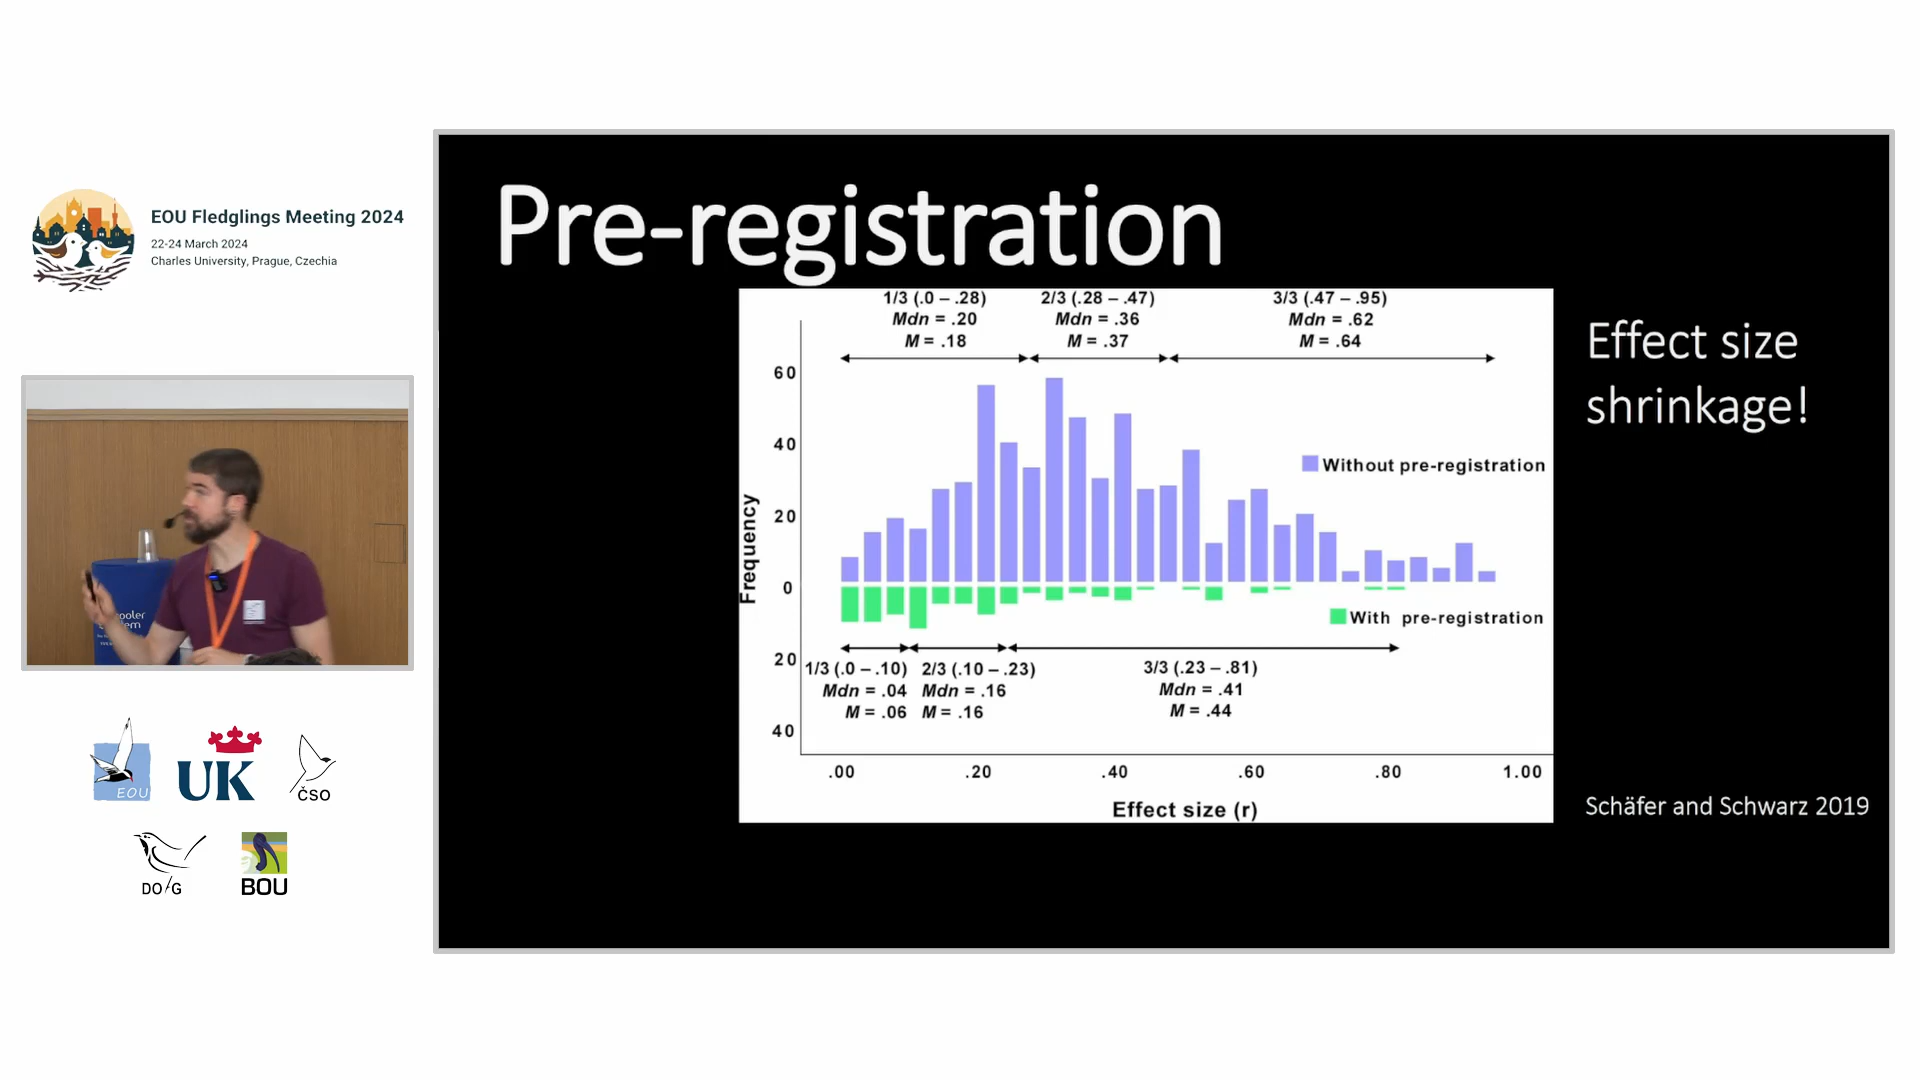 EOU Fledglings Meeting 2024
22-24 March 2024
Charles University, Prague, Czechia
EOU
UK
ČSO
DO/G
BOU
Pre-registration
1/3 (.0 – .28)
Mdn = .20
M = .18
2/3 (.28 – .47)
Mdn = .36
M = .37
3/3 (.47 – .95)
Mdn = .62
M = .64
60
40
20
0
20
40
Frequency
Without pre-registration
With pre-registration
1/3 (.0 – .10)
Mdn = .04
M = .06
2/3 (.10 – .23)
Mdn = .16
M = .16
3/3 (.23 – .81)
Mdn = .41
M = .44
.00 .20 .40 .60 .80 1.00
Effect size (r)
Effect size
shrinkage!
Schäfer and Schwarz 2019